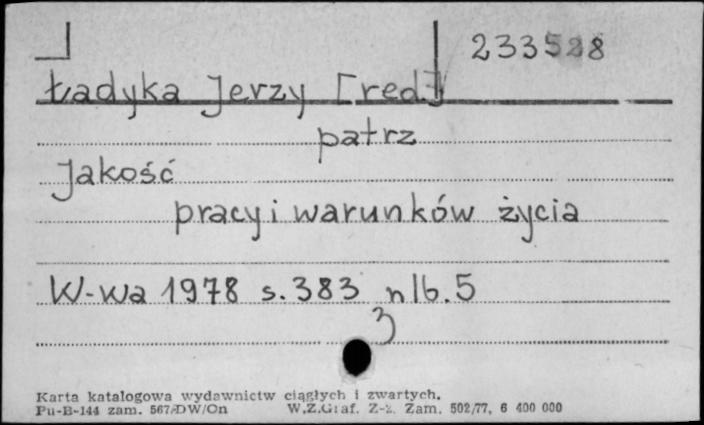 233528
Ładyka Jerzy [red.]
patrz
Jakość
pracy i warunków życia
W-wa 1978 s. 383 nlb. 5
3
Karta katalogowa wydawnictw ciągłych i zwartych.
Pu-B-144 zam. 567/DW/On W.Z.Graf. Z-2. Zam. 502/77, 6 400 000